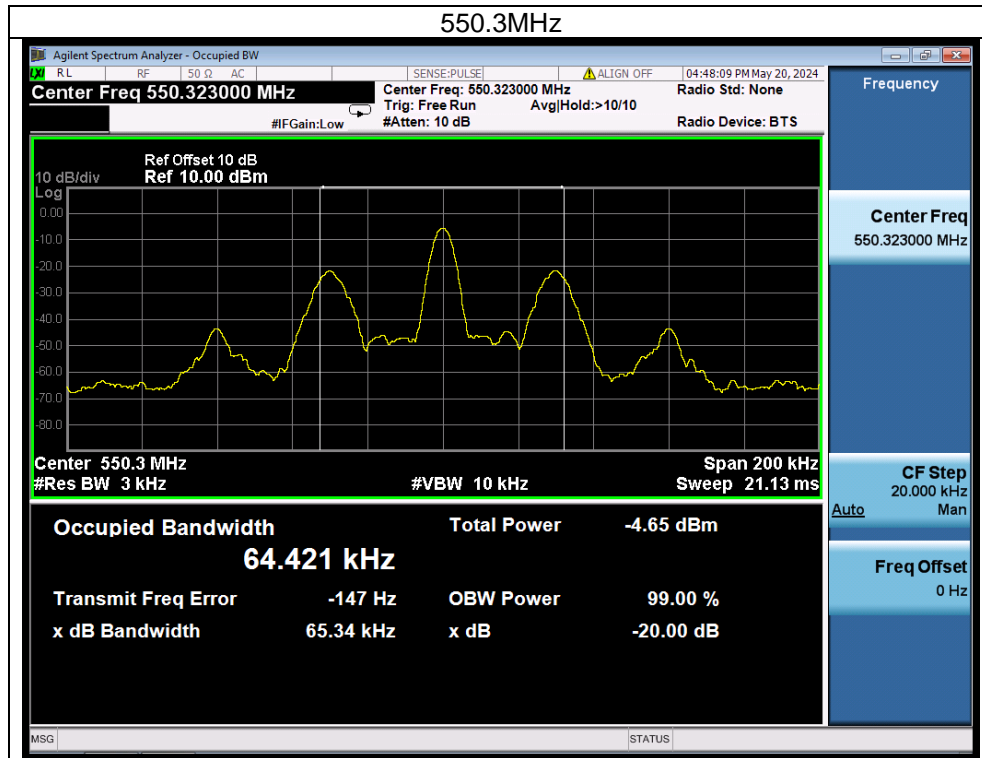 550.3MHz
Agilent Spectrum Analyzer - Occupied BW
LXI RL RF 50 Ω AC SENSE:PULSE ALIGN OFF 04:48:09 PM May 20, 2024
Center Freq 550.323000 MHz
Center Freq: 550.323000 MHz
Radio Std: None
Trig: Free Run Avg|Hold:>10/10
#IFGain:Low
#Atten: 10 dB
Radio Device: BTS
Ref Offset 10 dB
10 dB/div Ref 10.00 dBm
Log
0.00
-10.0
-20.0
-30.0
-40.0
-50.0
-60.0
-70.0
-80.0
Center 550.3 MHz Span 200 kHz
#Res BW 3 kHz #VBW 10 kHz Sweep 21.13 ms
Occupied Bandwidth Total Power -4.65 dBm
64.421 kHz
Transmit Freq Error -147 Hz OBW Power 99.00 %
x dB Bandwidth 65.34 kHz x dB -20.00 dB
MSG STATUS
Frequency
Center Freq
550.323000 MHz
CF Step
20.000 kHz
Auto Man
Freq Offset
0 Hz